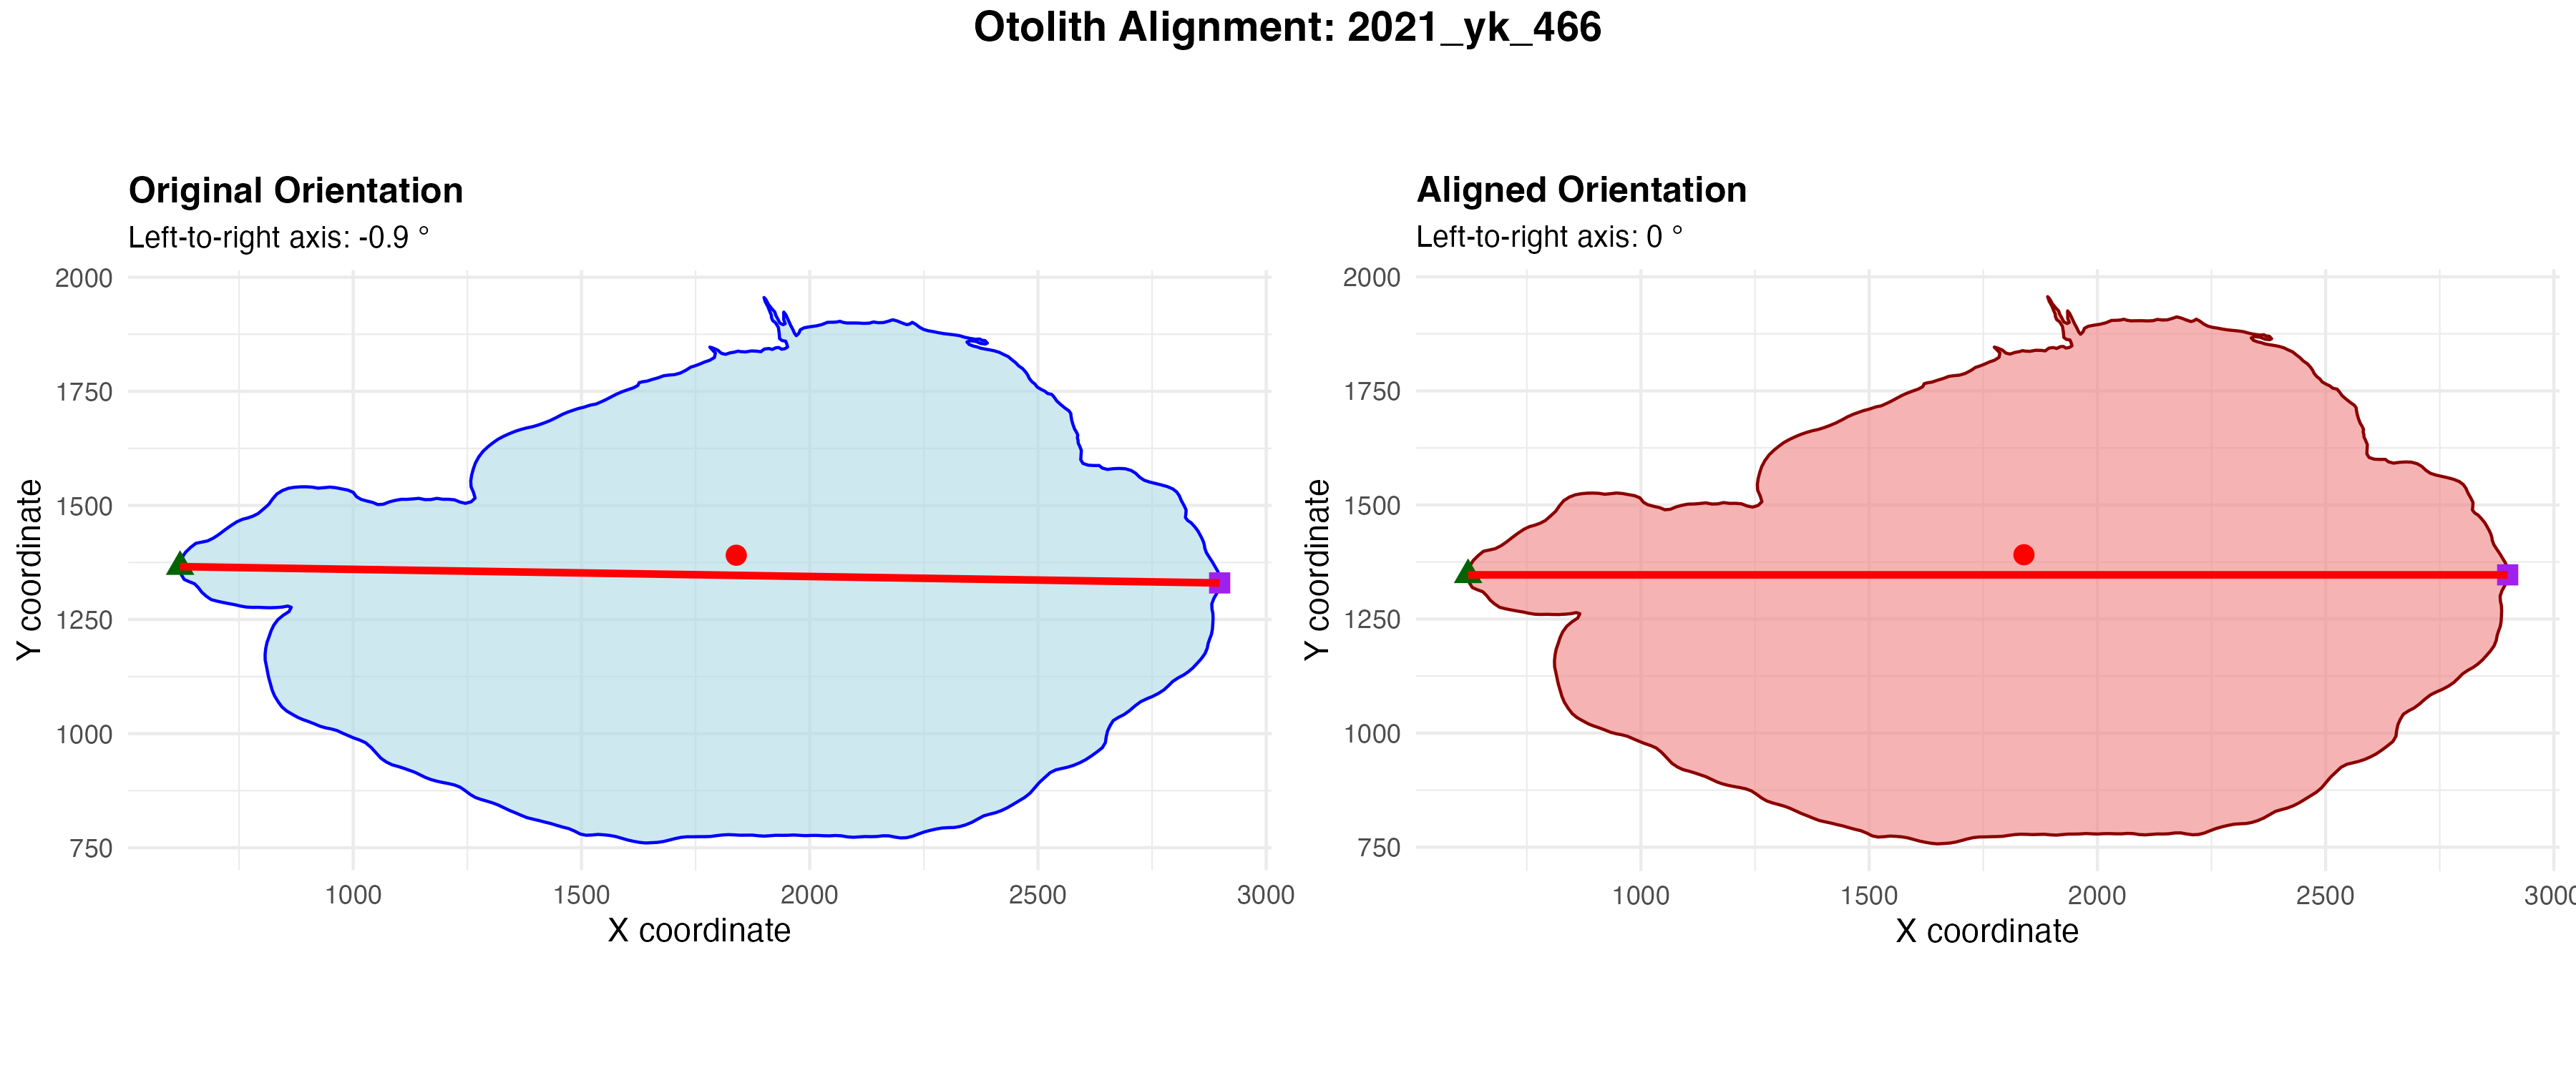 Otolith Alignment: 2021_yk_466
Original Orientation
Left-to-right axis: -0.9 °
2000
1750
1500
1250
1000
750
Y coordinate
1000 1500 2000 2500 3000
X coordinate
Aligned Orientation
Left-to-right axis: 0 °
2000
1750
1500
1250
1000
750
Y coordinate
1000 1500 2000 2500 3000
X coordinate